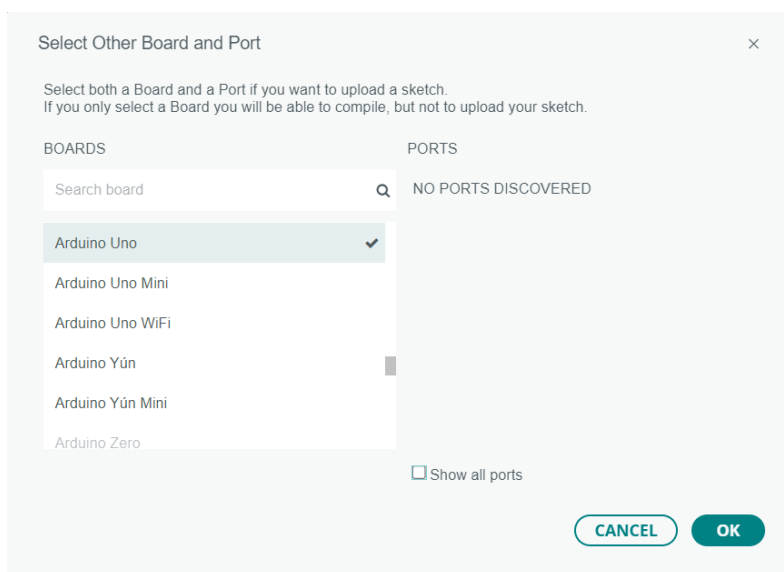 Select Other Board and Port
Select both a Board and a Port if you want to upload a sketch.
If you only select a Board you will be able to compile, but not to upload your sketch.
BOARDS
PORTS
Search board
NO PORTS DISCOVERED
Arduino Uno
Arduino Uno Mini
Arduino Uno WiFi
Arduino Yún
Arduino Yún Mini
Arduino Zero
Show all ports
CANCEL
OK